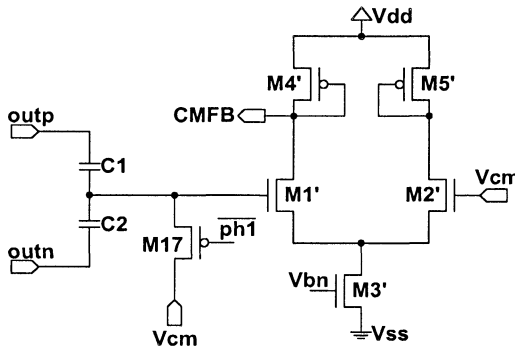 Vdd
M4'
M5'
CMFB
outp
C1
M1'
M2'
Vcm
C2
M17
ph1
outn
Vbn
M3'
Vcm
Vss